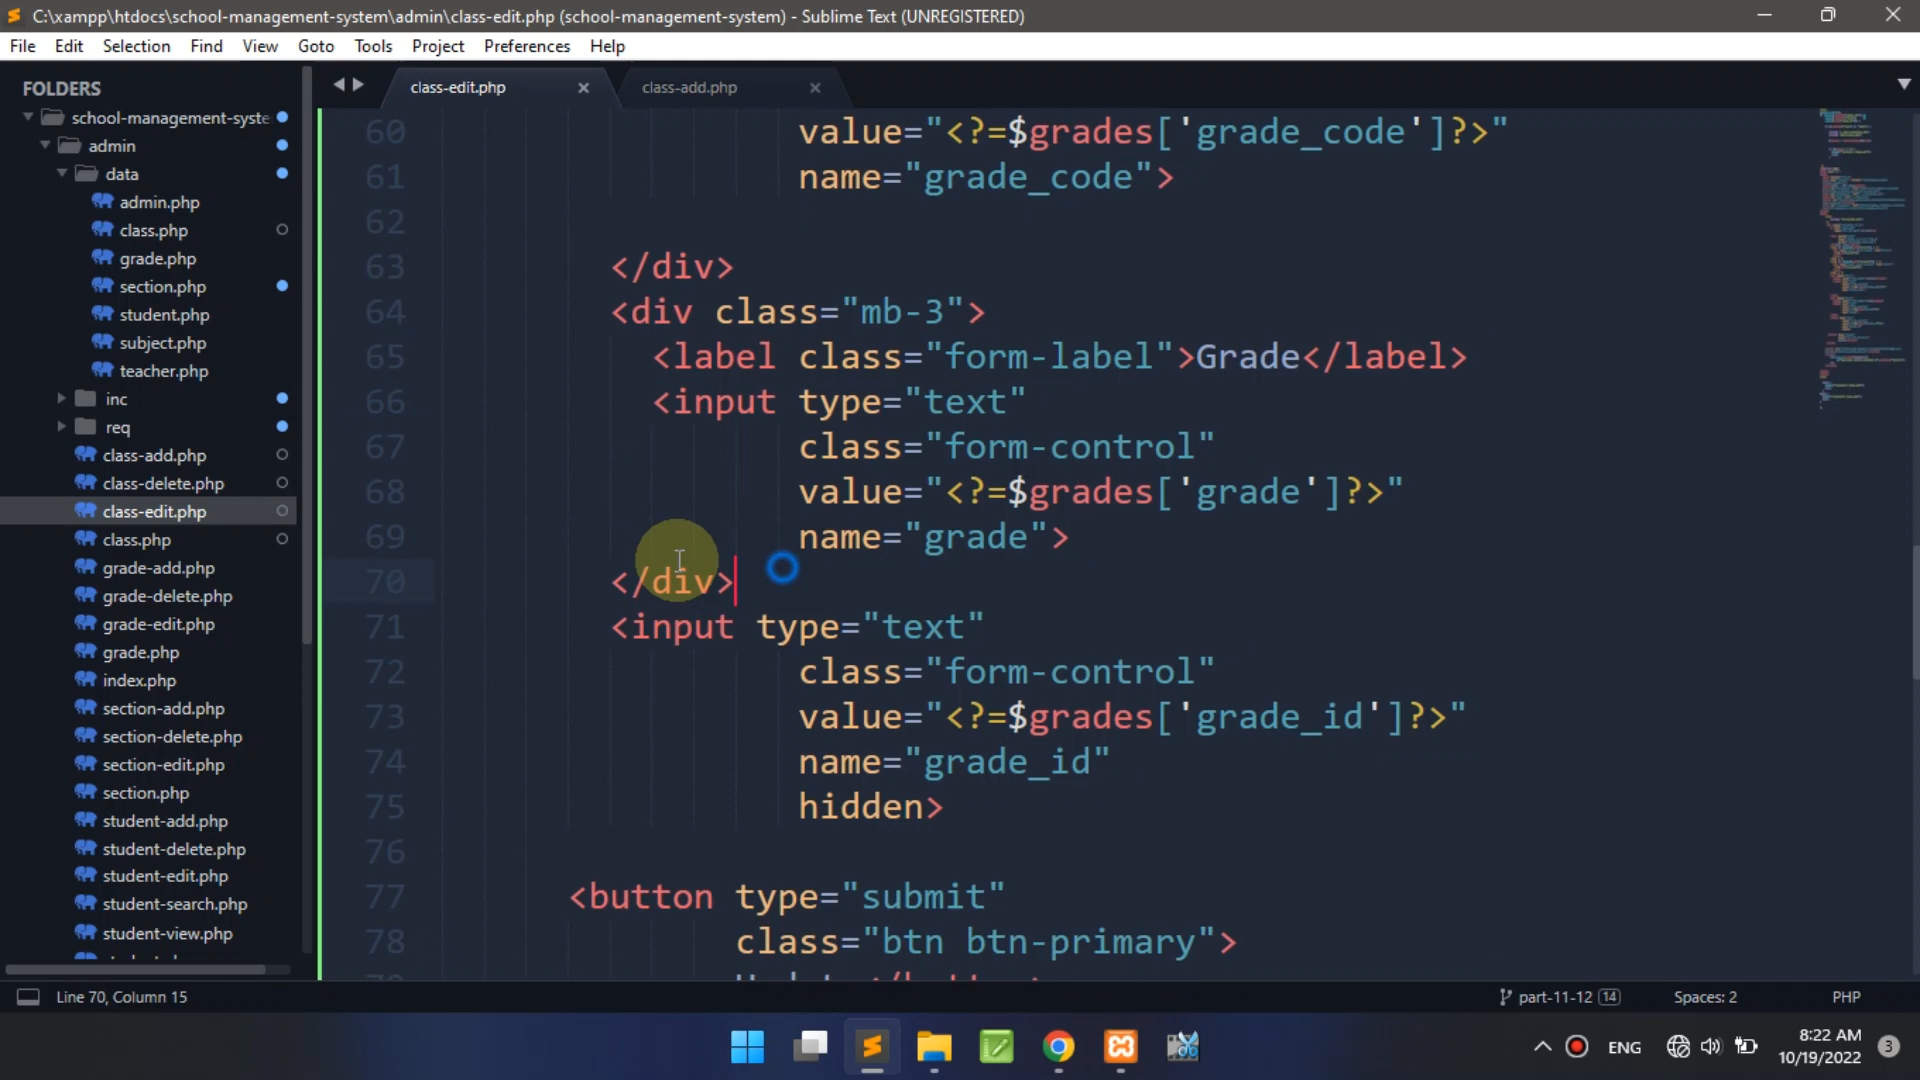 C:\xampp\htdocs\school-management-system\admin\class-edit.php (school-management-system) - Sublime Text (UNREGISTERED)
File Edit Selection Find View Goto Tools Project Preferences Help
FOLDERS
school-management-syste
admin
data
admin.php
class.php
grade.php
section.php
student.php
subject.php
teacher.php
inc
req
class-add.php
class-delete.php
class-edit.php
class.php
grade-add.php
grade-delete.php
grade-edit.php
grade.php
index.php
section-add.php
section-delete.php
section-edit.php
section.php
student-add.php
student-delete.php
student-edit.php
student-search.php
student-view.php
class-edit.php
class-add.php
60 value="<?=$grades['grade_code']?>"
61 name="grade_code">
62
63 </div>
64 <div class="mb-3">
65 <label class="form-label">Grade</label>
66 <input type="text"
67 class="form-control"
68 value="<?=$grades['grade']?>"
69 name="grade">
70 </div>
71 <input type="text"
72 class="form-control"
73 value="<?=$grades['grade_id']?>"
74 name="grade_id"
75 hidden>
76
77 <button type="submit"
78 class="btn btn-primary">
Line 70, Column 15
part-11-12 14
Spaces: 2
PHP
ENG
8:22 AM
10/19/2022
3